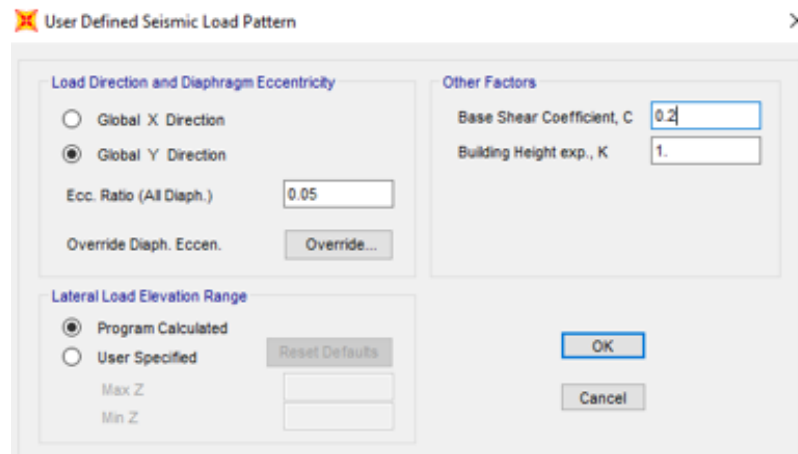 User Defined Seismic Load Pattern
Load Direction and Diaphragm Eccentricity
Global X Direction
Global Y Direction
Ecc. Ratio (All Diaph.) 0.05
Override Diaph. Eccen. Override...
Other Factors
Base Shear Coefficient, C 0.2
Building Height exp., K 1.
Lateral Load Elevation Range
Program Calculated
User Specified Reset Defaults
Max Z
Min Z
OK
Cancel